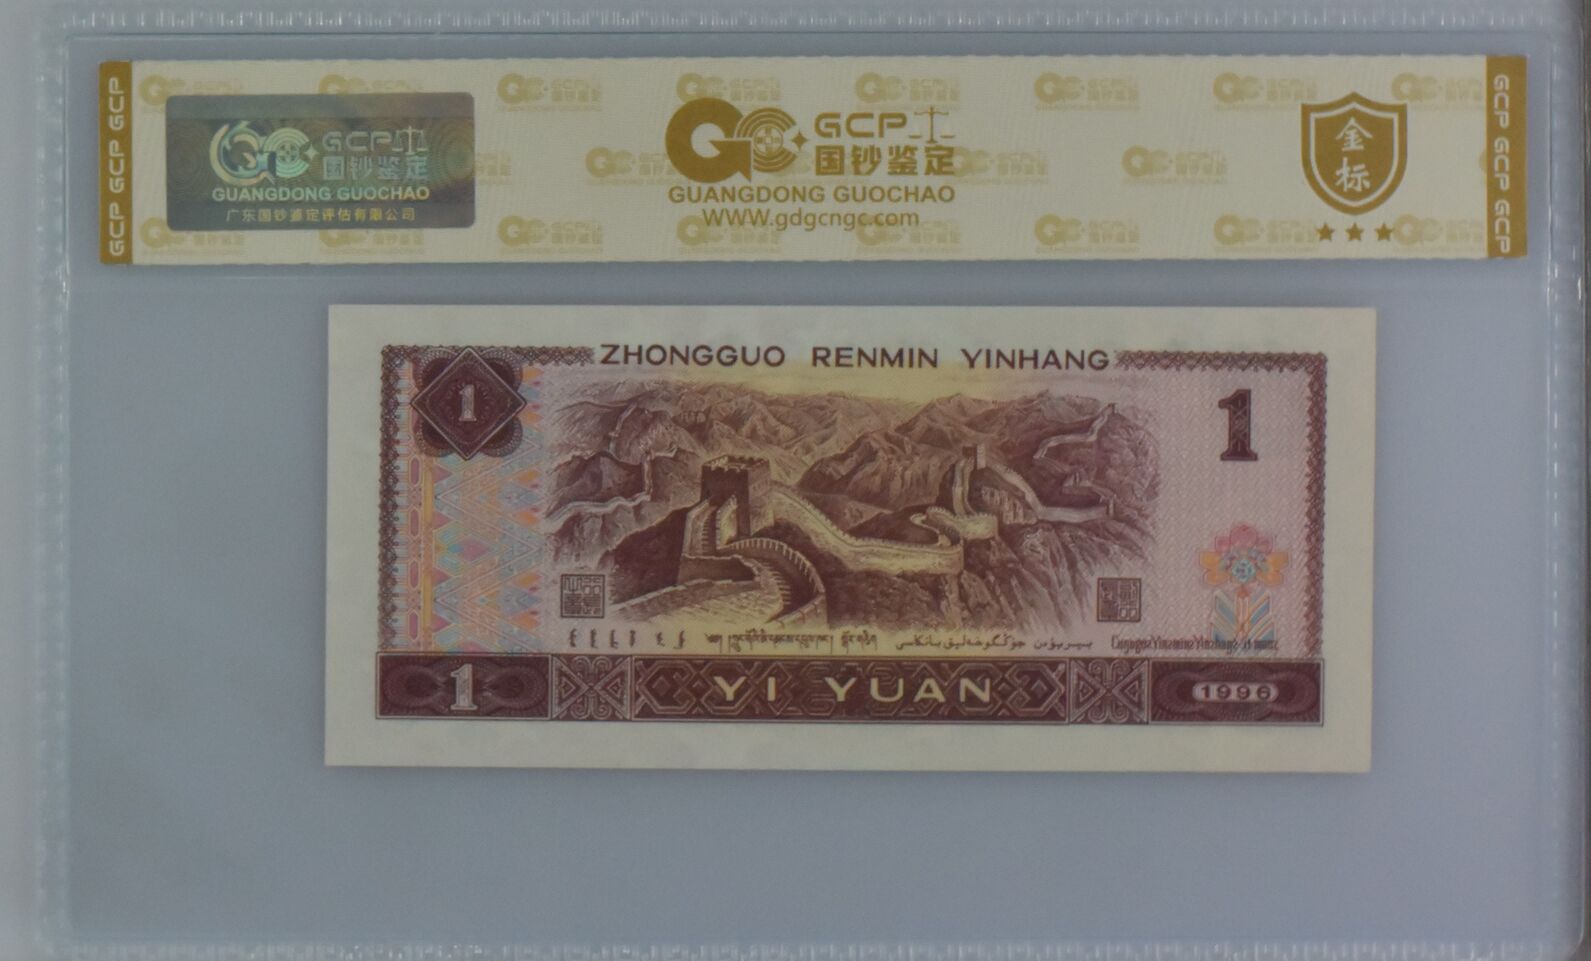 GCP GCP GCP
GCP
国钞鉴定
GUANGDONG GUOCHAO
广东国钞鉴定评估有限公司
GCP
国钞鉴定
GUANGDONG GUOCHAO
WWW.gdgcngc.com
金
标
GCP GCP GCP
ZHONGGUO RENMIN YINHANG
1
1
1
YI YUAN
1996